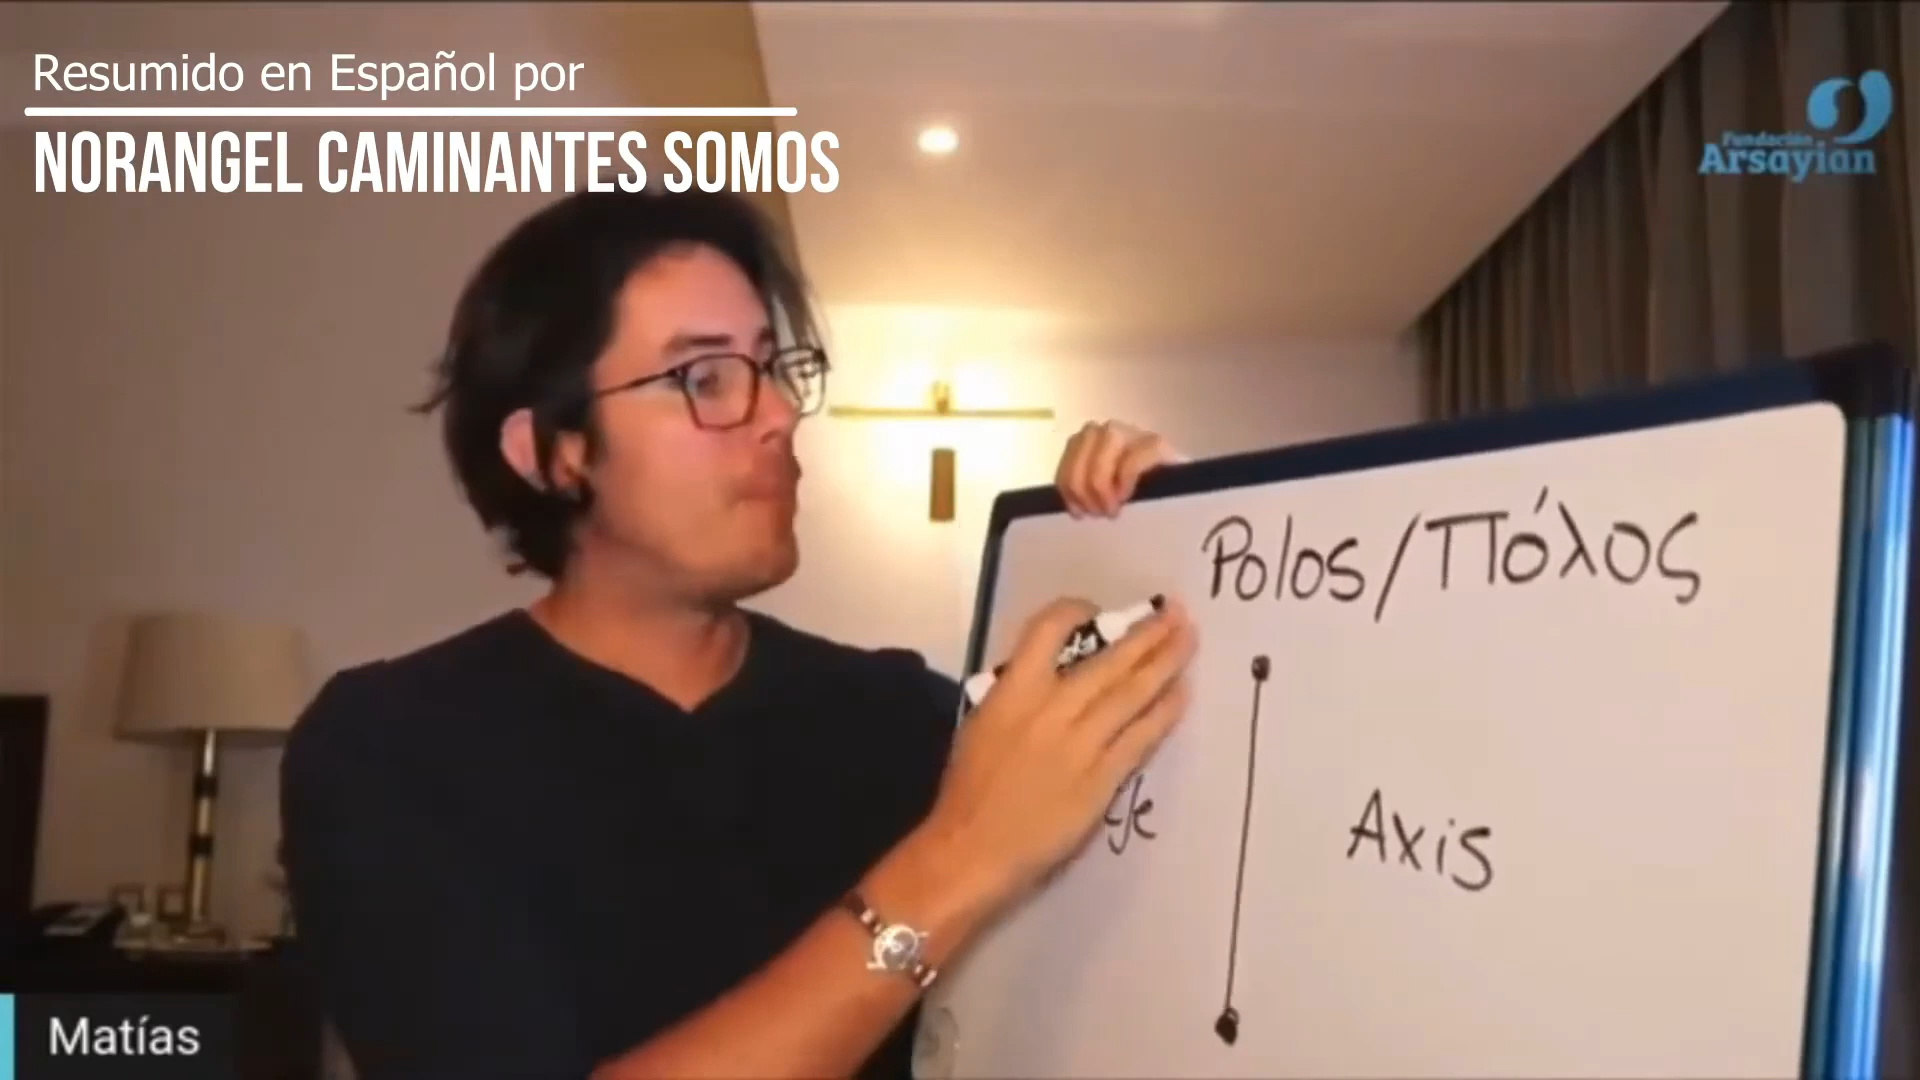 Resumido en Español por
NORANGEL CAMINANTES SOMOS
Fundación
Arsayian
Polos/Πόλος
Eje
Axis
Matías